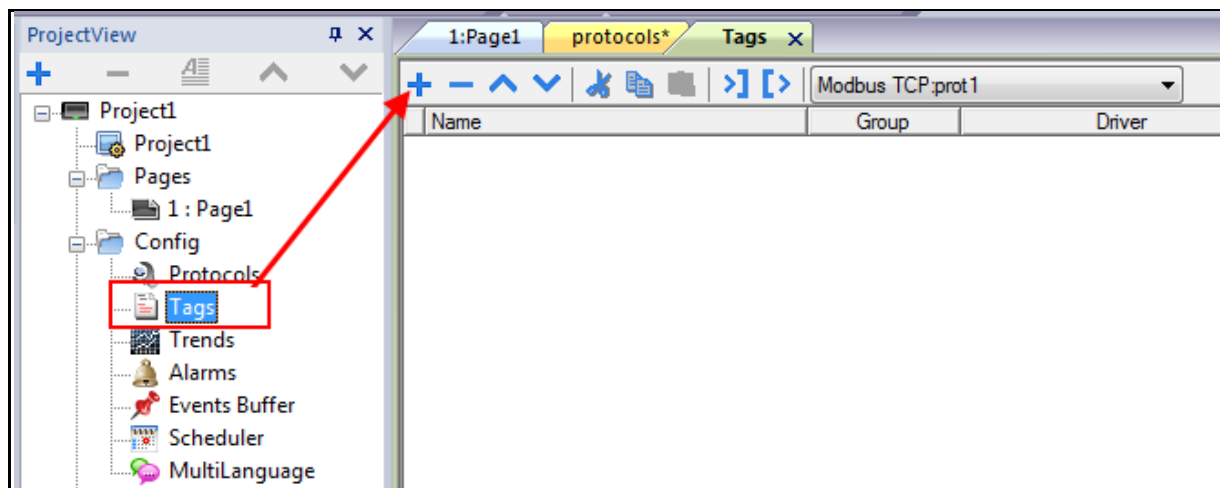 ProjectView
Project1
Project1
Pages
1 : Page1
Config
Protocols
Tags
Trends
Alarms
Events Buffer
Scheduler
MultiLanguage
1:Page1 protocols* Tags
Modbus TCP:prot1
Name Group Driver